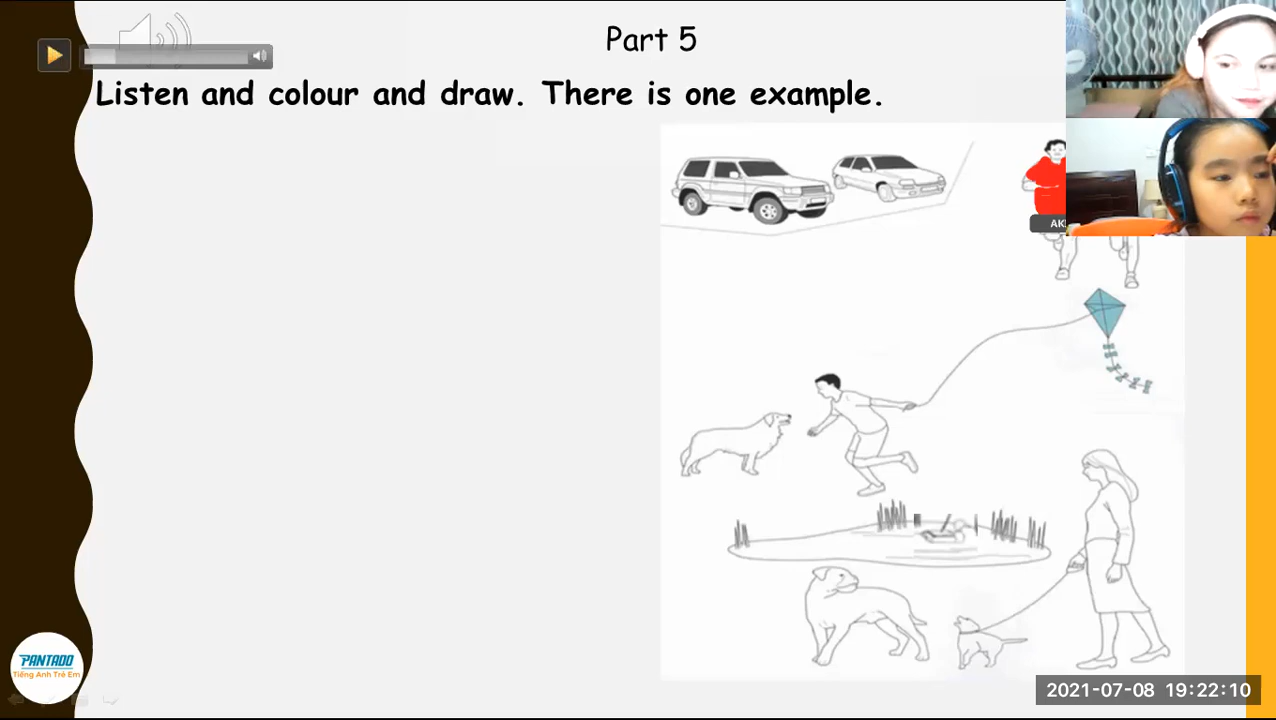 Part 5
Listen and colour and draw. There is one example.
AK
PANTADO
Tiếng Anh Trẻ Em
2021-07-08 19:22:10